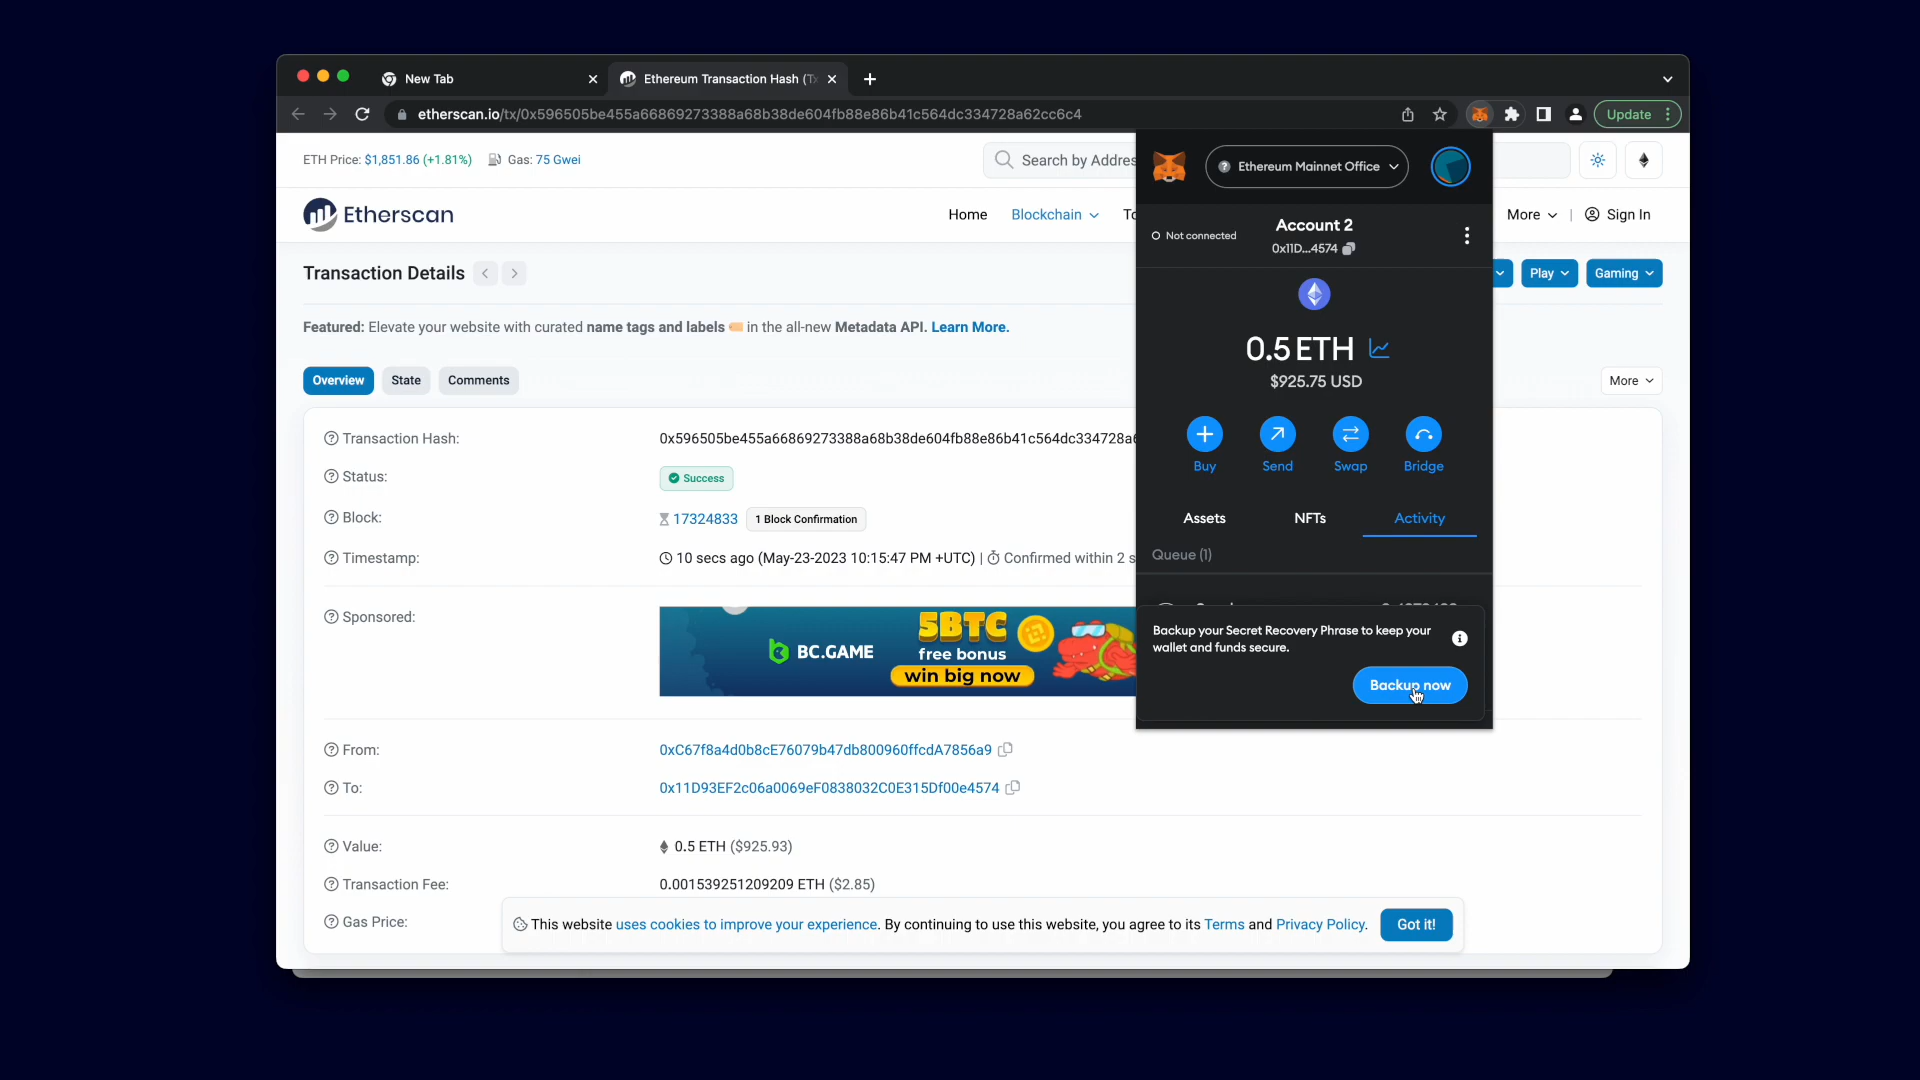 New Tab
Ethereum Transaction Hash (Tx
etherscan.io/tx/0x596505be455a66869273388a68b38de604fb88e86b41c564dc334728a62cc6c4
Update
ETH Price: $1,851.86 (+1.81%) Gas: 75 Gwei
Search by Addres
Etherscan
Home Blockchain To
More | Sign In
Transaction Details
Play Gaming
Featured: Elevate your website with curated name tags and labels in the all-new Metadata API. Learn More.
Overview State Comments
More
Transaction Hash: 0x596505be455a66869273388a68b38de604fb88e86b41c564dc334728a6
Status: Success
Block: 17324833 1 Block Confirmation
Timestamp: 10 secs ago (May-23-2023 10:15:47 PM +UTC) | Confirmed within 2 s
Sponsored:
BC.GAME
5BTC
free bonus
win big now
From: 0xC67f8a4d0b8cE76079b47db800960ffcdA7856a9
To: 0x11D93EF2c06a0069eF0838032C0E315Df00e4574
Value: 0.5 ETH ($925.93)
Transaction Fee: 0.001539251209209 ETH ($2.85)
Gas Price:
This website uses cookies to improve your experience. By continuing to use this website, you agree to its Terms and Privacy Policy. Got it!
Ethereum Mainnet Office
Not connected
Account 2
0x11D...4574
0.5 ETH
$925.75 USD
Buy Send Swap Bridge
Assets NFTs Activity
Queue (1)
Backup your Secret Recovery Phrase to keep your
wallet and funds secure.
Backup now